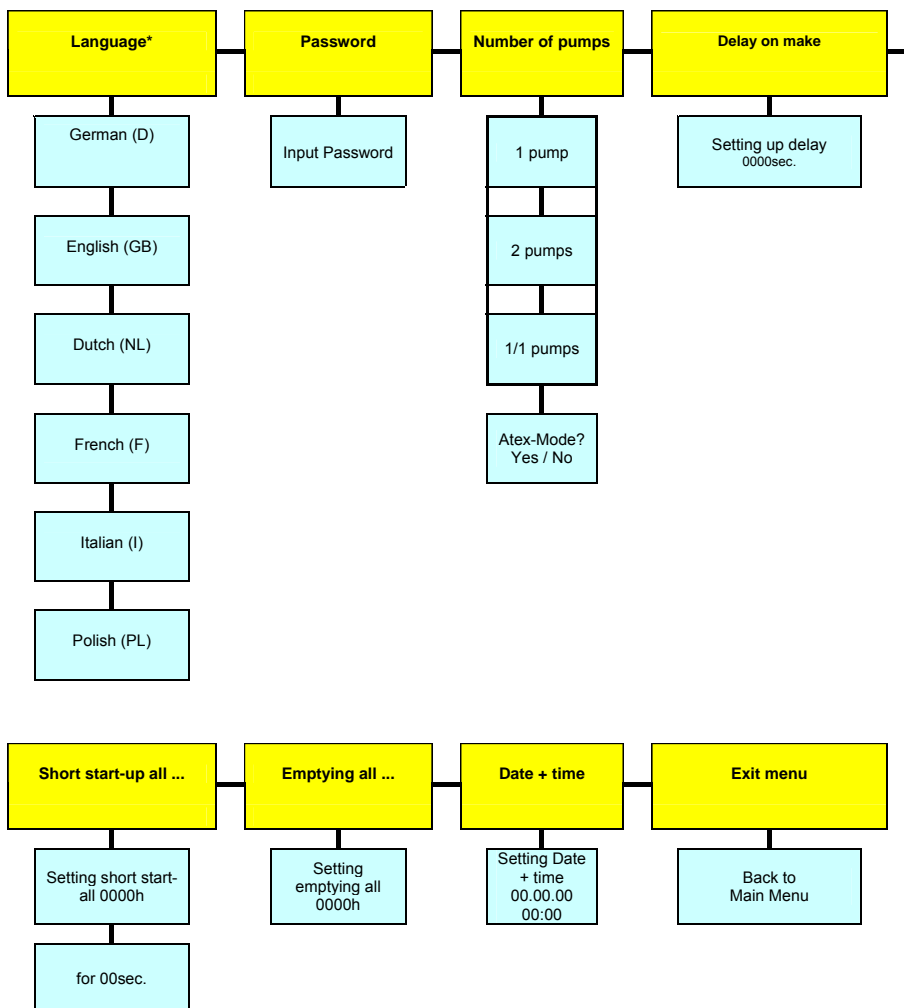 Language*
Password
Number of pumps
Delay on make
German (D)
Input Password
1 pump
Setting up delay
0000sec.
English (GB)
2 pumps
Dutch (NL)
1/1 pumps
French (F)
Atex-Mode?
Yes / No
Italian (I)
Polish (PL)
Short start-up all ...
Emptying all ...
Date + time
Exit menu
Setting short start-
all 0000h
Setting
emptying all
0000h
Setting Date
+ time
00.00.00
00:00
Back to
Main Menu
for 00sec.